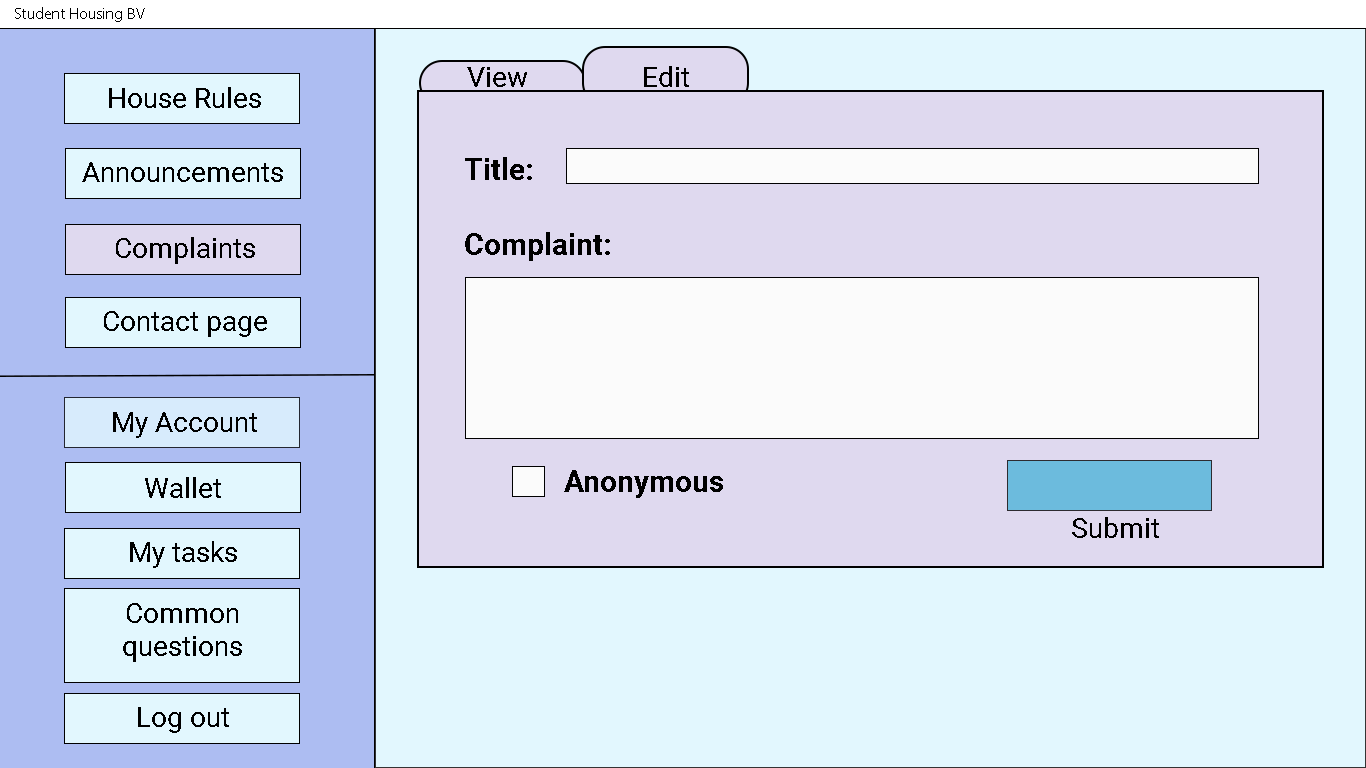 Student Housing BV
House Rules
Announcements
Complaints
Contact page
My Account
Wallet
My tasks
Common
questions
Log out
View
Edit
Title:
Complaint:
Anonymous
Submit